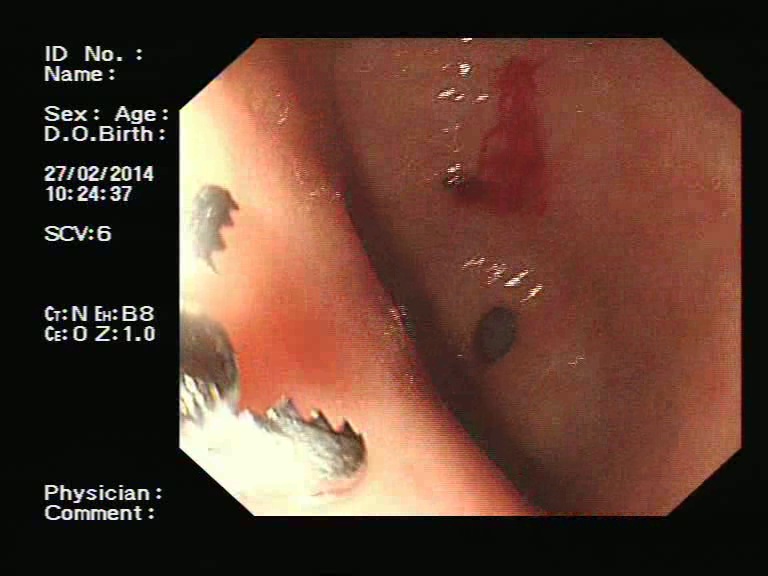 ID No. :
Name:
Sex: Age:
D.O.Birth:
27/02/2014
10:24:37
SCV:6
CT:N EH:B8
CE:0 Z:1.0
Physician:
Comment: